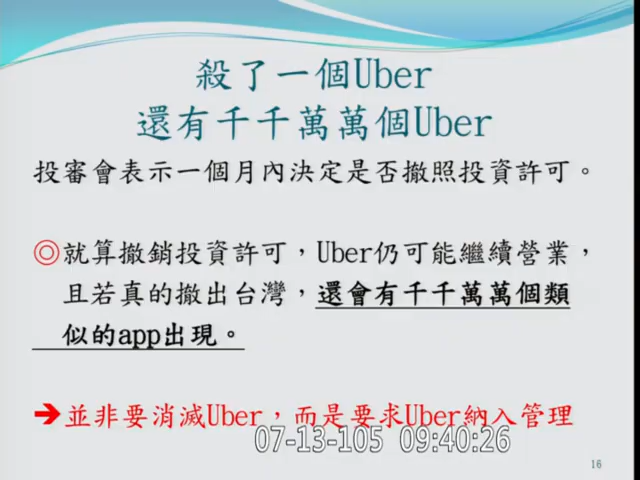 殺了一個Uber
還有千千萬萬個Uber
投審會表示一個月內決定是否撤照投資許可。
◎就算撤銷投資許可，Uber仍可能繼續營業，
且若真的撤出台灣，還會有千千萬萬個類
似的app出現。
➔並非要消滅Uber，而是要求Uber納入管理
07-13-105 09:40:26
16